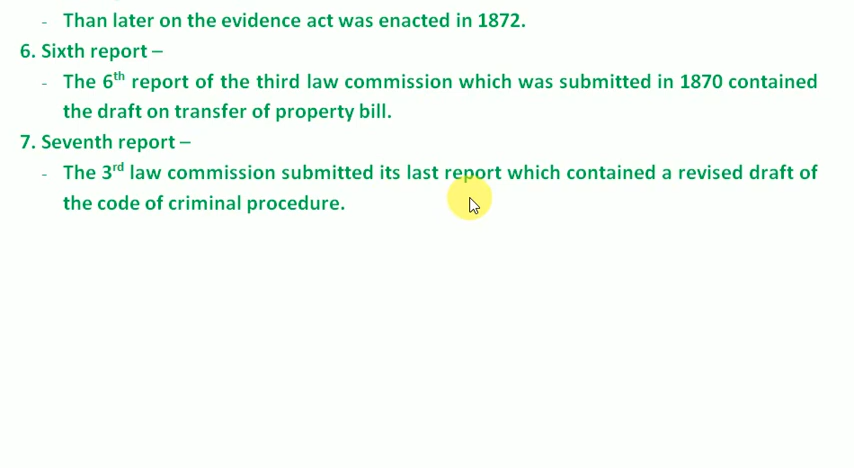 - Than later on the evidence act was enacted in 1872.
6. Sixth report –
- The 6th report of the third law commission which was submitted in 1870 contained
the draft on transfer of property bill.
7. Seventh report –
- The 3rd law commission submitted its last report which contained a revised draft of
the code of criminal procedure.